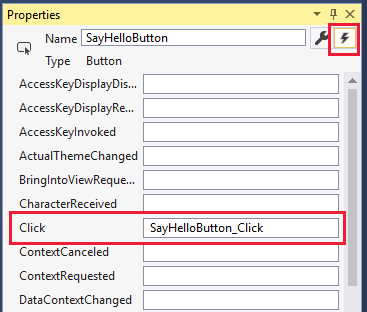 Properties
Name SayHelloButton
Type Button
AccessKeyDisplayDis...
AccessKeyDisplayRe...
AccessKeyInvoked
ActualThemeChanged
BringIntoViewReque...
CharacterReceived
Click SayHelloButton_Click
ContextCanceled
ContextRequested
DataContextChanged